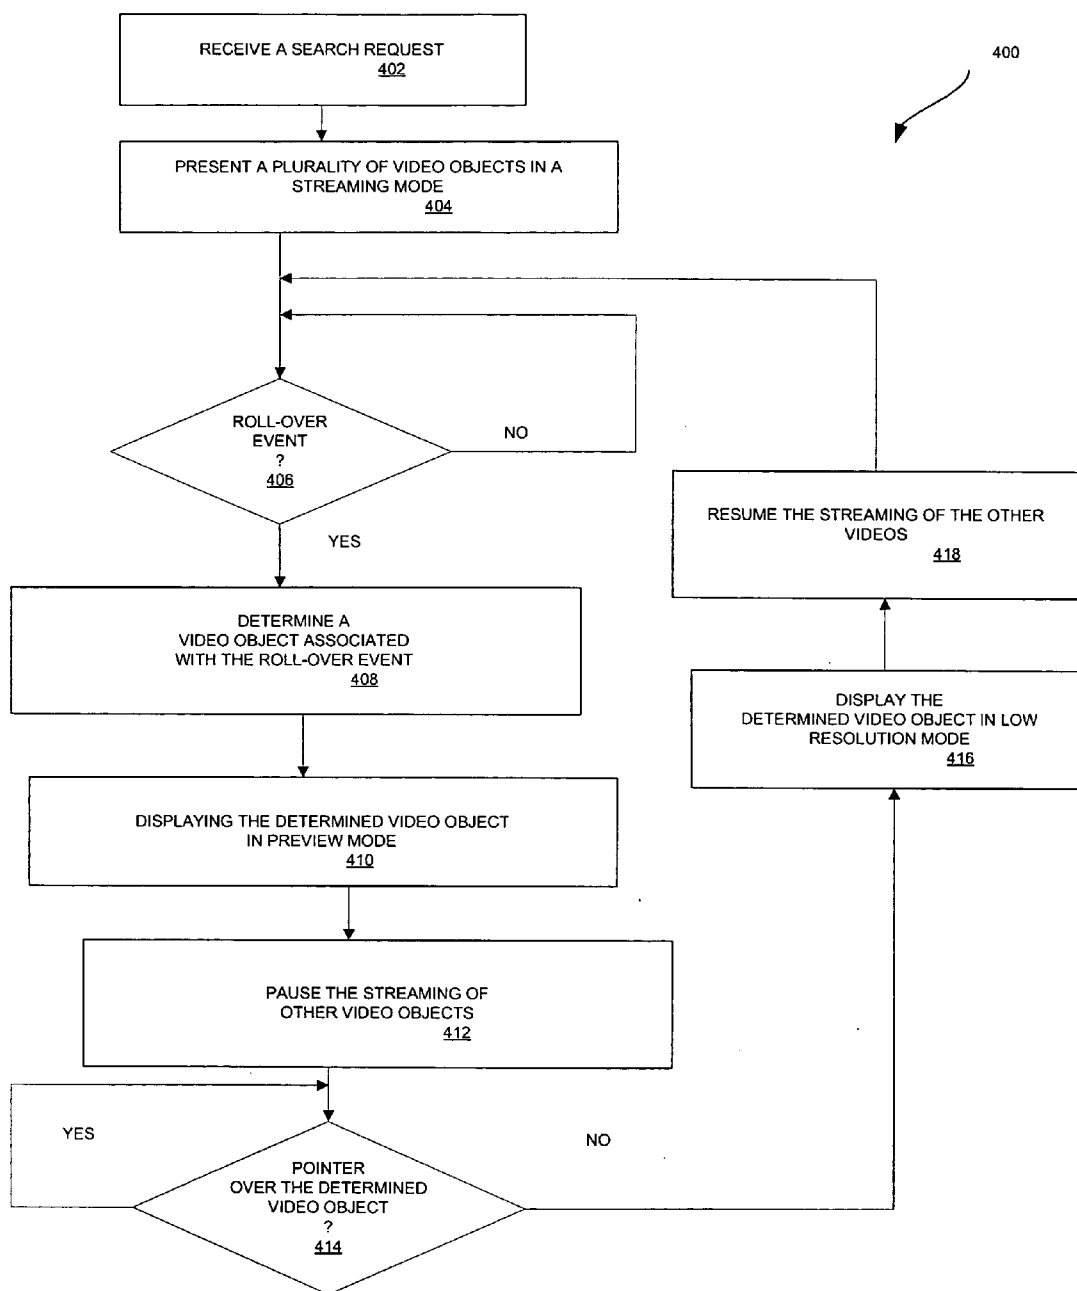 RECEIVE A SEARCH REQUEST
402
400
PRESENT A PLURALITY OF VIDEO OBJECTS IN A
STREAMING MODE
404
ROLL-OVER
EVENT
?
406
NO
YES
DETERMINE A
VIDEO OBJECT ASSOCIATED
WITH THE ROLL-OVER EVENT
408
DISPLAYING THE DETERMINED VIDEO OBJECT
IN PREVIEW MODE
410
PAUSE THE STREAMING OF
OTHER VIDEO OBJECTS
412
YES
POINTER
OVER THE DETERMINED
VIDEO OBJECT
?
414
NO
DISPLAY THE
DETERMINED VIDEO OBJECT IN LOW
RESOLUTION MODE
416
RESUME THE STREAMING OF THE OTHER
VIDEOS
418